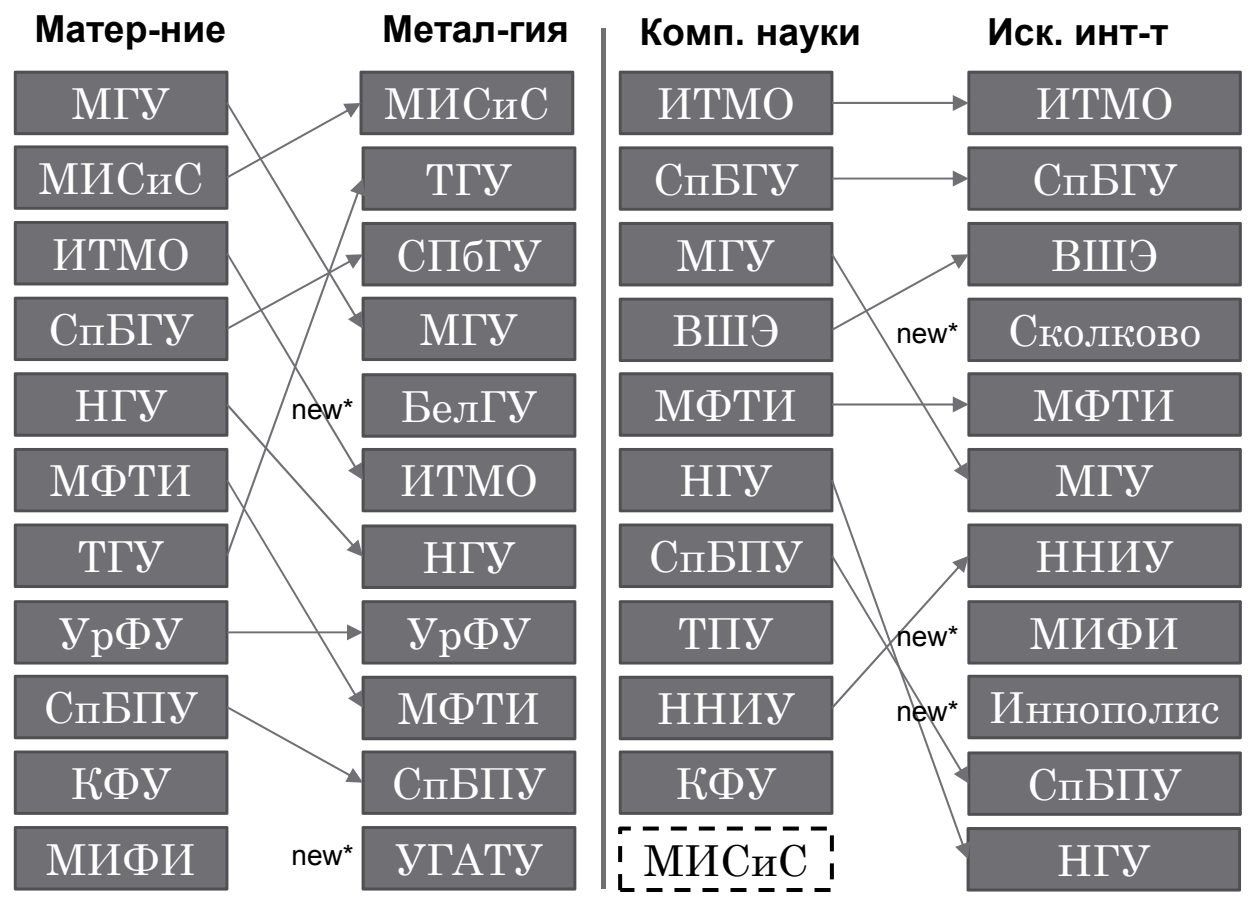 Матер-ние
Метал-гия
Комп. науки
Иск. инт-т
МГУ
МИСиС
ИТМО
СпБГУ
НГУ
МФТИ
ТГУ
УрФУ
СпБПУ
КФУ
МИФИ
МИСиС
ТГУ
СПбГУ
МГУ
new* БелГУ
ИТМО
НГУ
УрФУ
МФТИ
СпБПУ
new* УГАТУ
ИТМО
СпБГУ
МГУ
ВШЭ
МФТИ
НГУ
СпБПУ
ТПУ
ННИУ
КФУ
МИСиС
ИТМО
СпБГУ
ВШЭ
new* Сколково
МФТИ
МГУ
ННИУ
new* МИФИ
new* Иннополис
СпБПУ
НГУ